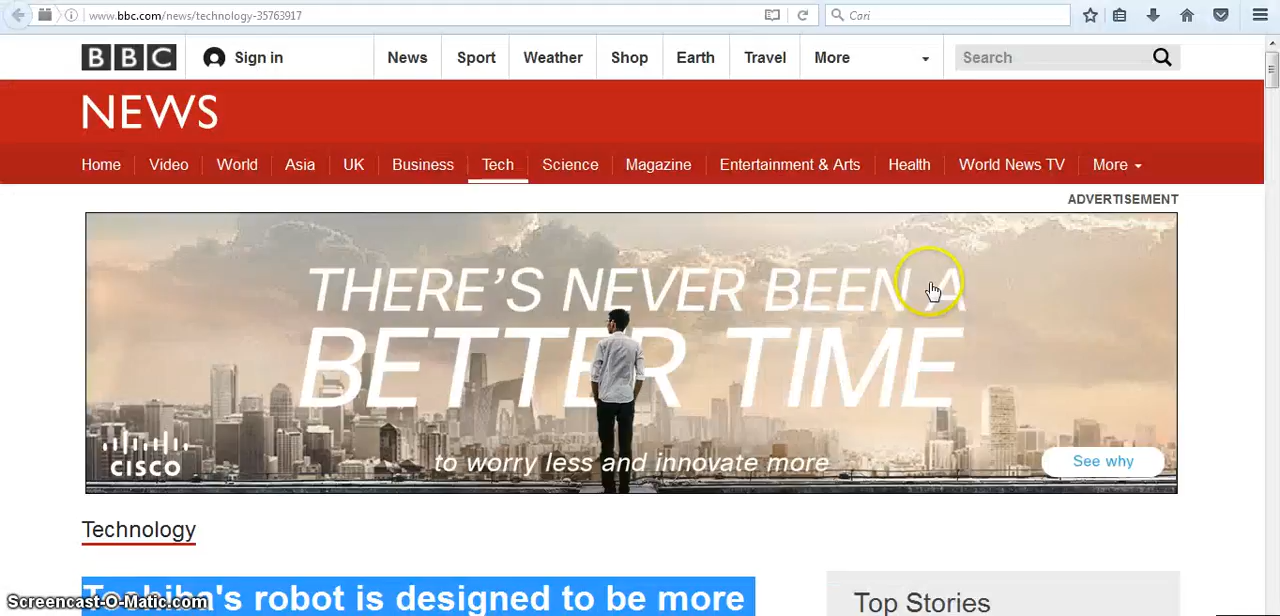 www.bbc.com/news/technology-35763917
Cari
BBC Sign in News Sport Weather Shop Earth Travel More Search
NEWS
Home Video World Asia UK Business Tech Science Magazine Entertainment & Arts Health World News TV More
ADVERTISEMENT
THERE'S NEVER BEEN A
BETTER TIME
to worry less and innovate more
CISCO
See why
Technology
Toshiba's robot is designed to be more
Top Stories
Screencast-O-Matic.com